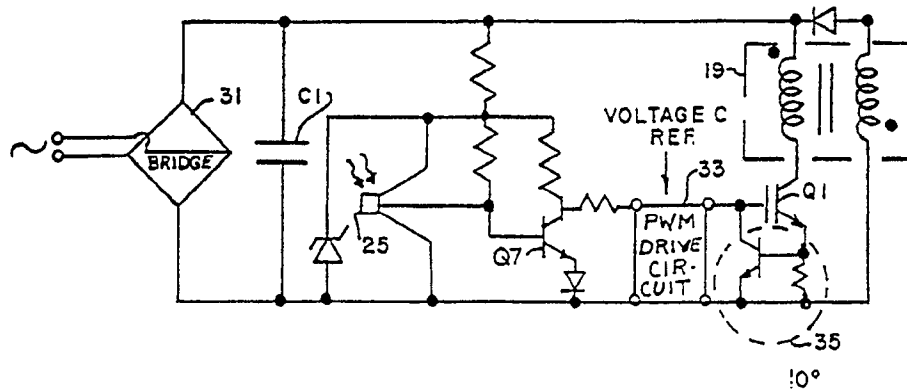 31
C1
BRIDGE
25
Q7
VOLTAGE C
REF.
33
PWM
DRIVE
CIR-
CUIT
19
Q1
35
10°